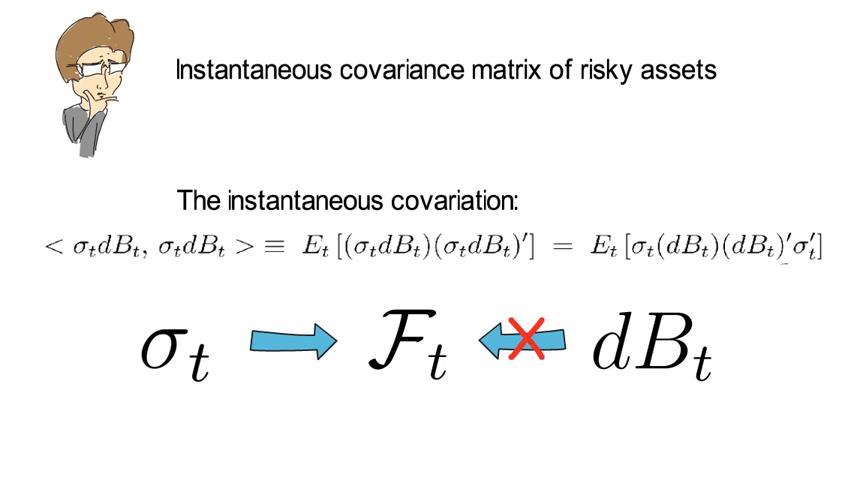 Instantaneous covariance matrix of risky assets
The instantaneous covariation:
< σ_t dB_t, σ_t dB_t > ≡ E_t [(σ_t dB_t)(σ_t dB_t)′] = E_t [σ_t(dB_t)(dB_t)′σ′_t]
σ_t ℱ_t dB_t